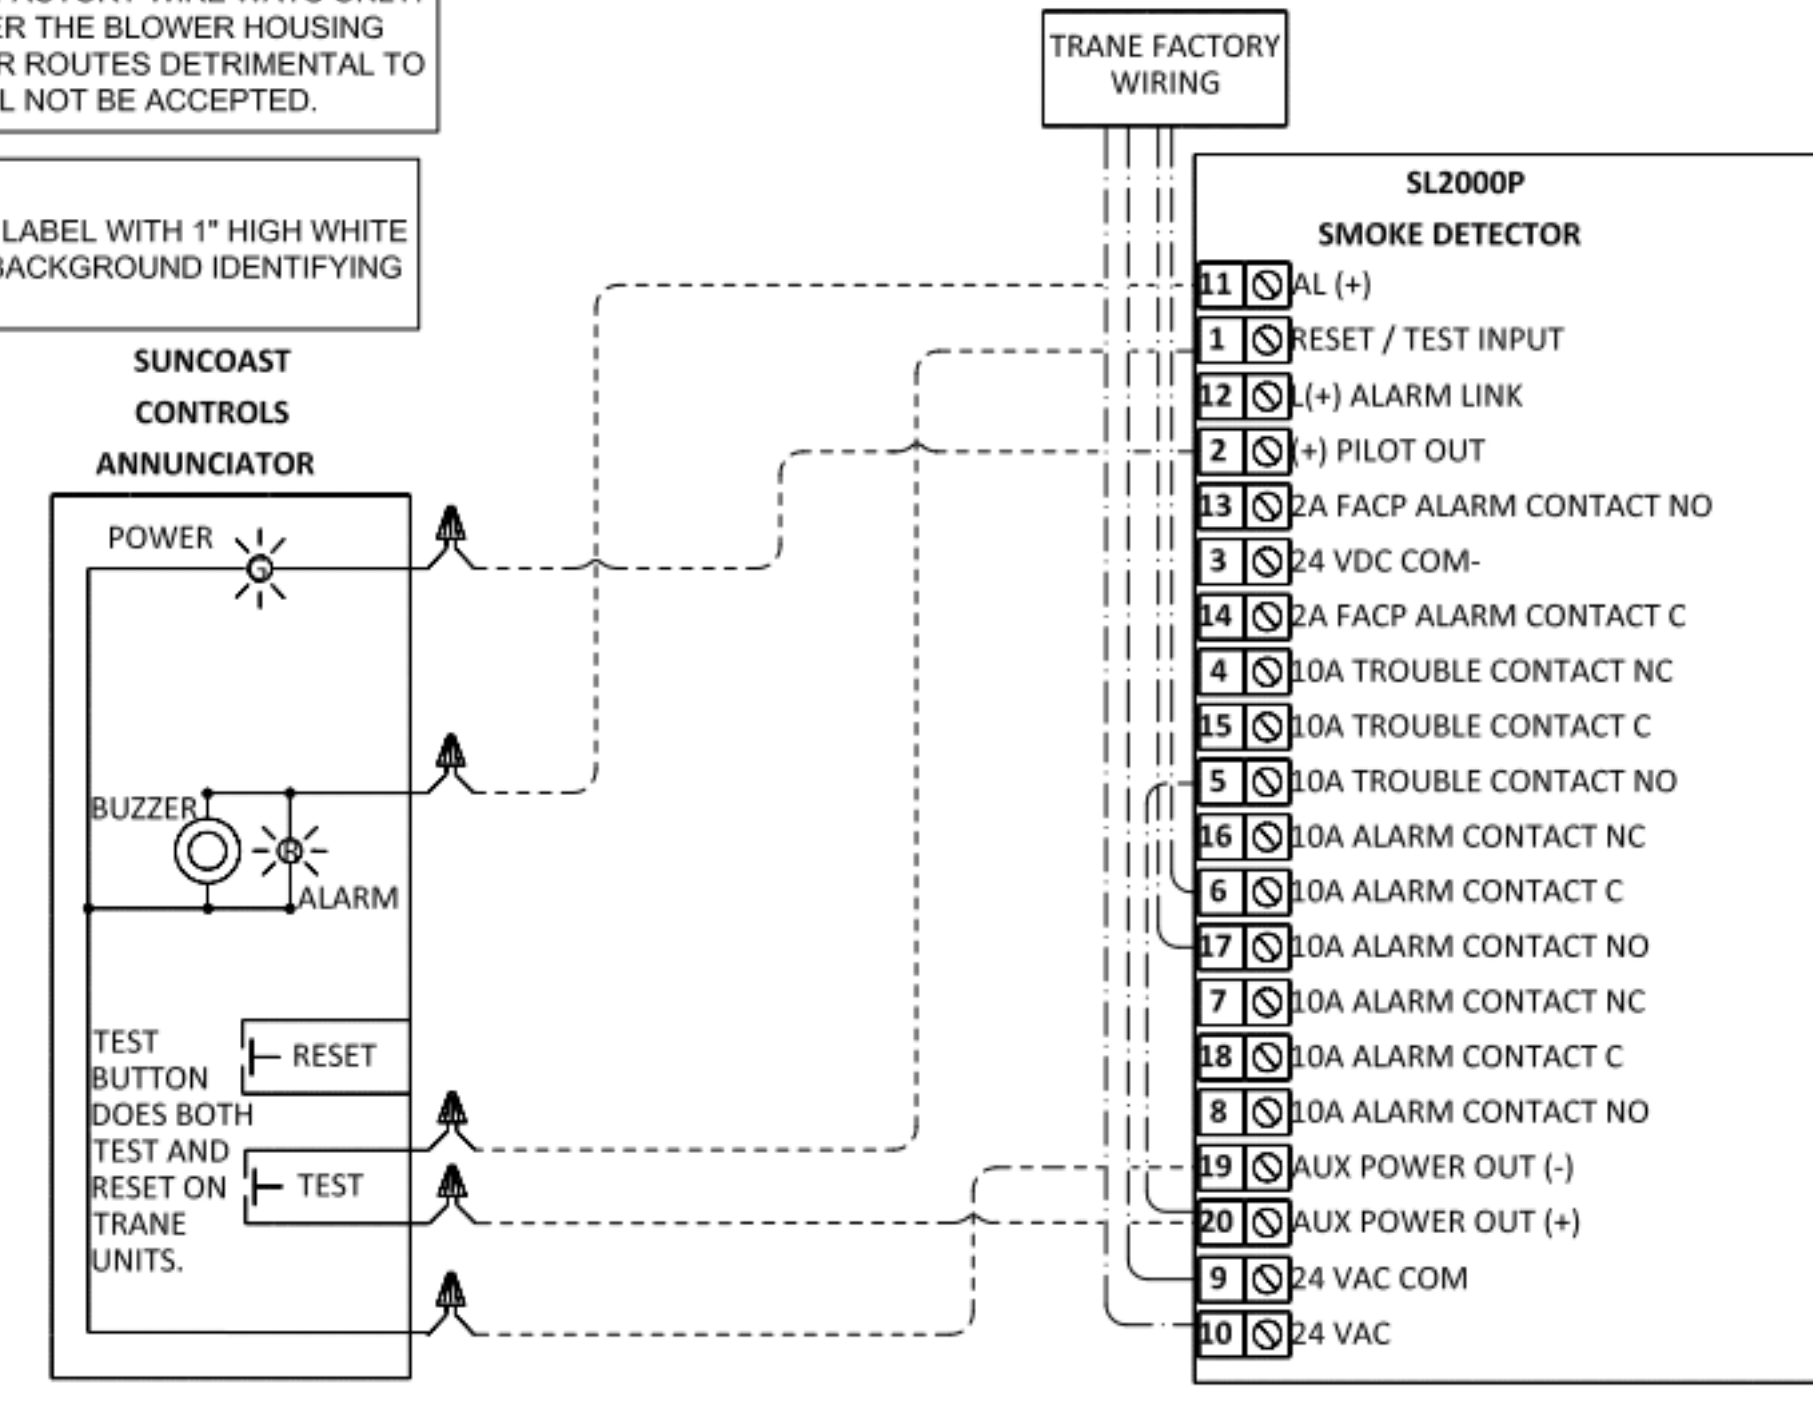 ER THE BLOWER HOUSING
R ROUTES DETRIMENTAL TO
L NOT BE ACCEPTED.
LABEL WITH 1" HIGH WHITE
BACKGROUND IDENTIFYING
SUNCOAST
CONTROLS
ANNUNCIATOR
POWER
G
BUZZER
R
ALARM
TEST
BUTTON
DOES BOTH
TEST AND
RESET ON
TRANE
UNITS.
RESET
TEST
TRANE FACTORY
WIRING
SL2000P
SMOKE DETECTOR
11 AL (+)
1 RESET / TEST INPUT
12 L(+) ALARM LINK
2 (+) PILOT OUT
13 2A FACP ALARM CONTACT NO
3 24 VDC COM-
14 2A FACP ALARM CONTACT C
4 10A TROUBLE CONTACT NC
15 10A TROUBLE CONTACT C
5 10A TROUBLE CONTACT NO
16 10A ALARM CONTACT NC
6 10A ALARM CONTACT C
17 10A ALARM CONTACT NO
7 10A ALARM CONTACT NC
18 10A ALARM CONTACT C
8 10A ALARM CONTACT NO
19 AUX POWER OUT (-)
20 AUX POWER OUT (+)
9 24 VAC COM
10 24 VAC